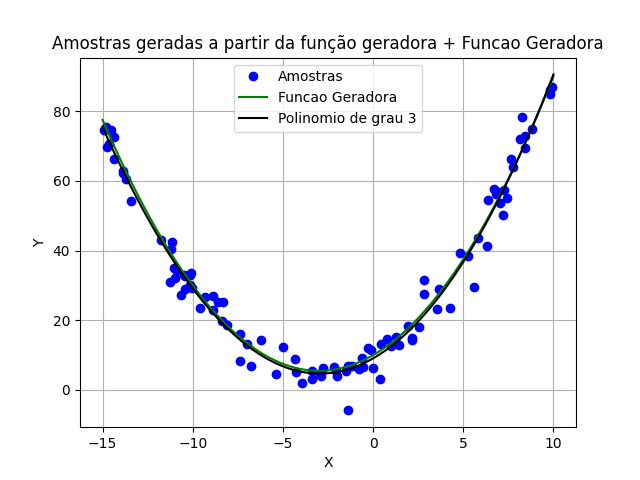 Amostras geradas a partir da função geradora + Funcao Geradora
Amostras
Funcao Geradora
Polinomio de grau 3
80
60
40
20
0
Y
−15 −10 −5 0 5 10
X